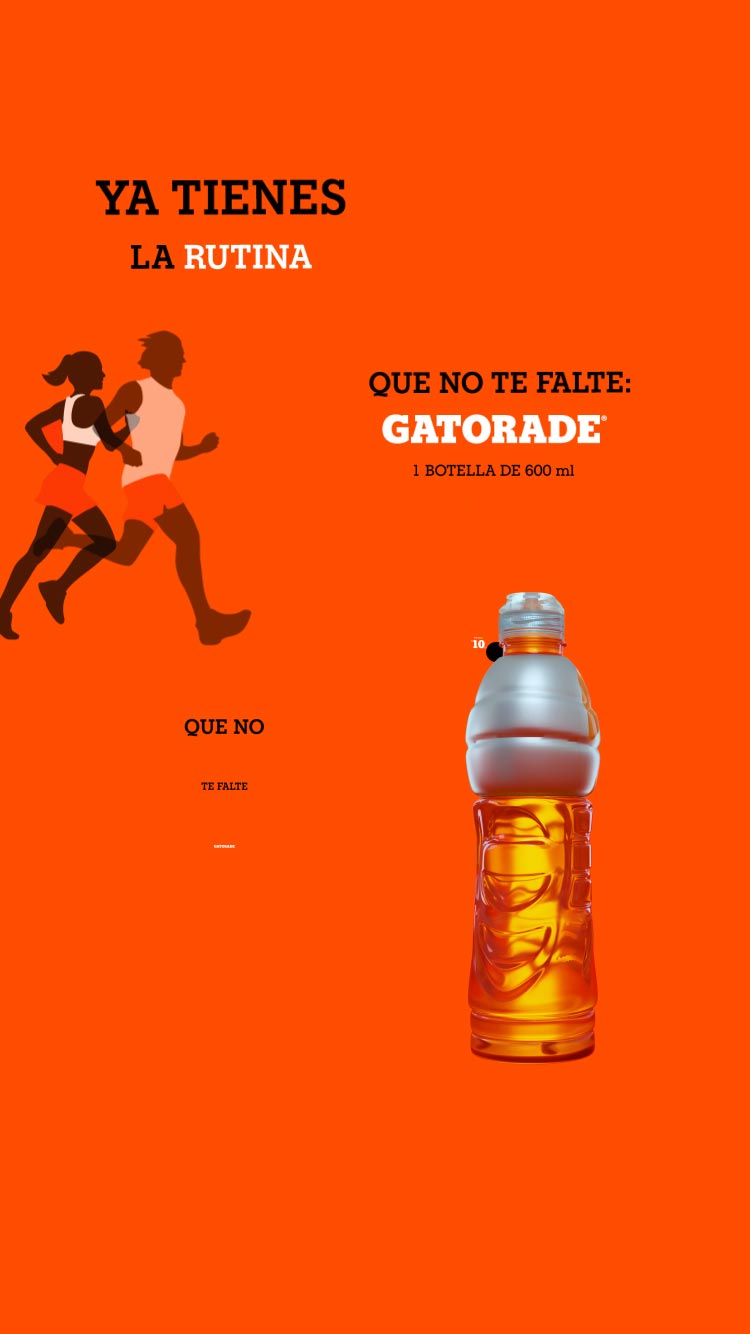 YA TIENES
LA RUTINA
QUE NO TE FALTE:
GATORADE®
1 BOTELLA DE 600 ml
10
QUE NO
TE FALTE
GATORADE